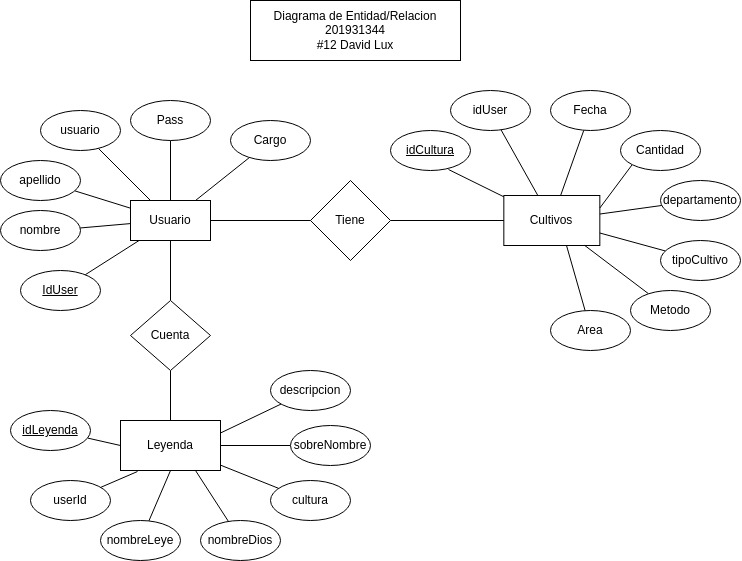 Diagrama de Entidad/Relacion
201931344
#12 David Lux
usuario
Pass
Cargo
apellido
nombre
IdUser
Usuario
Tiene
idUser
Fecha
idCultura
Cantidad
departamento
Cultivos
tipoCultivo
Metodo
Area
Cuenta
descripcion
idLeyenda
Leyenda
sobreNombre
userId
cultura
nombreLeye
nombreDios